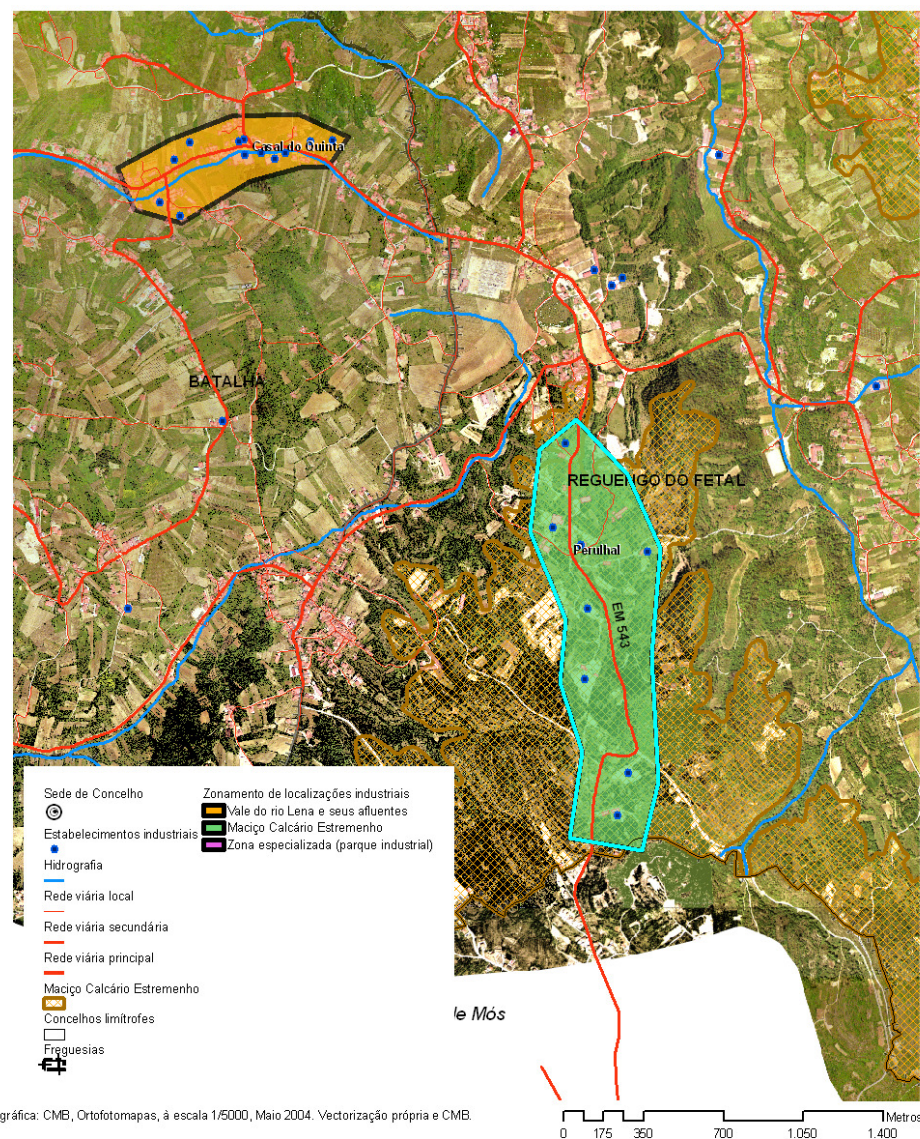 Casal do Quinta
BATALHA
REGUENGO DO FETAL
Perulhal
EM 543
Sede de Concelho
Estabelecimentos industriais
Hidrografia
Rede viária local
Rede viária secundária
Rede viária principal
Maciço Calcário Estremenho
Concelhos limítrofes
Freguesias
Zonamento de localizações industriais
Vale do rio Lena e seus afluentes
Maciço Calcário Estremenho
Zona especializada (parque industrial)
de Mós
gráfica: CMB, Ortofotomapas, à escala 1/5000, Maio 2004. Vectorização própria e CMB.
Metros
0 175 350 700 1.050 1.400